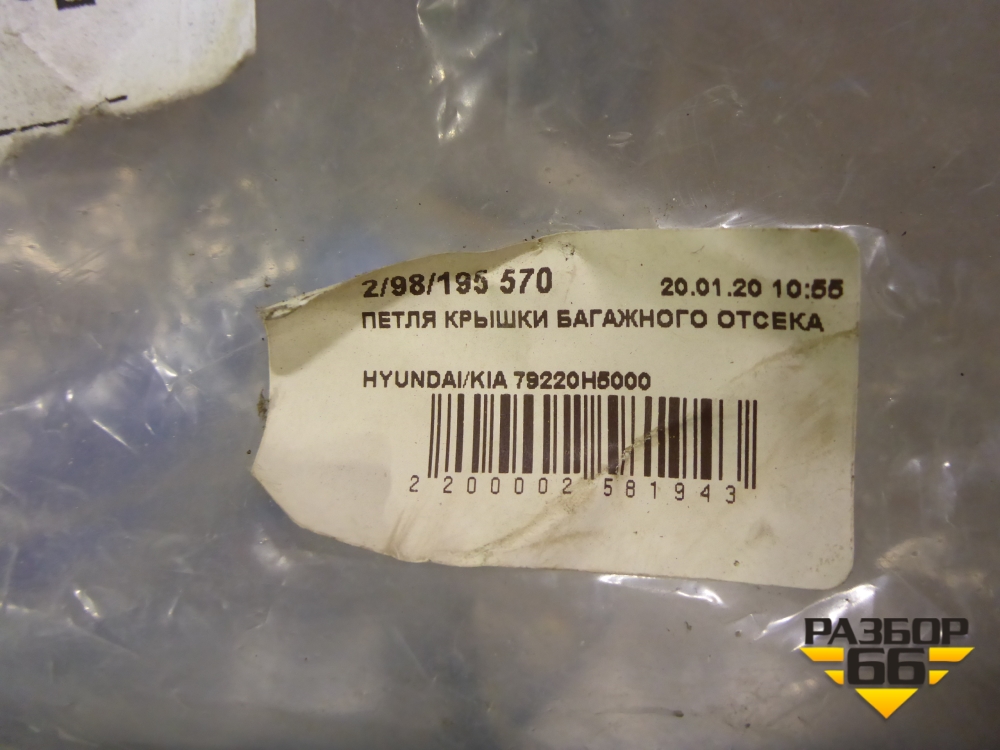 2/98/195 570 20.01.20 10:55
ПЕТЛЯ КРЫШКИ БАГАЖНОГО ОТСЕКА
HYUNDAI/KIA 79220H5000
2 200002 581943
РАЗБОР
66